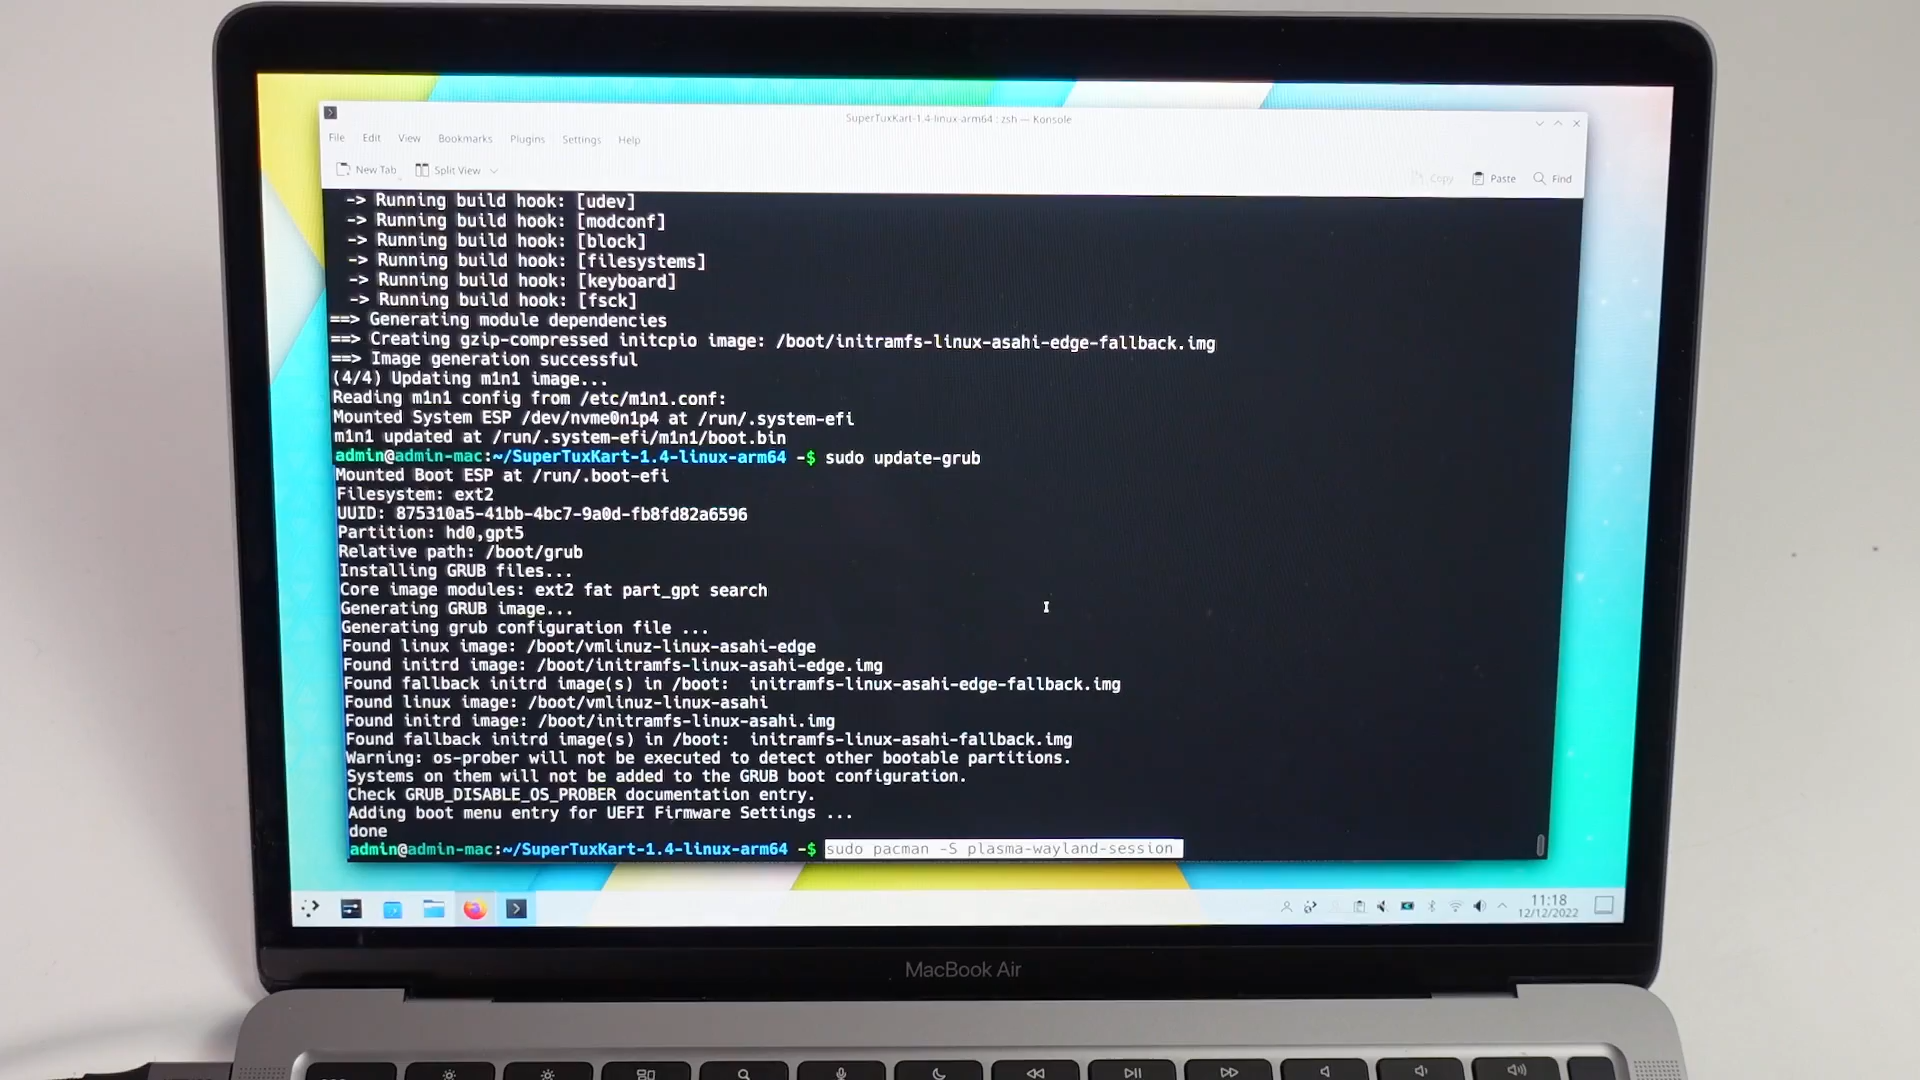 SuperTuxKart-1.4-linux-arm64 : zsh — Konsole
File Edit View Bookmarks Plugins Settings Help
New Tab Split View Copy Paste Find
-> Running build hook: [udev]
-> Running build hook: [modconf]
-> Running build hook: [block]
-> Running build hook: [filesystems]
-> Running build hook: [keyboard]
-> Running build hook: [fsck]
==> Generating module dependencies
==> Creating gzip-compressed initcpio image: /boot/initramfs-linux-asahi-edge-fallback.img
==> Image generation successful
(4/4) Updating m1n1 image...
Reading m1n1 config from /etc/m1n1.conf:
Mounted System ESP /dev/nvme0n1p4 at /run/.system-efi
m1n1 updated at /run/.system-efi/m1n1/boot.bin
admin@admin-mac:~/SuperTuxKart-1.4-linux-arm64 -$ sudo update-grub
Mounted Boot ESP at /run/.boot-efi
Filesystem: ext2
UUID: 875310a5-41bb-4bc7-9a0d-fb8fd82a6596
Partition: hd0,gpt5
Relative path: /boot/grub
Installing GRUB files...
Core image modules: ext2 fat part_gpt search
Generating GRUB image...
Generating grub configuration file ...
Found linux image: /boot/vmlinuz-linux-asahi-edge
Found initrd image: /boot/initramfs-linux-asahi-edge.img
Found fallback initrd image(s) in /boot:  initramfs-linux-asahi-edge-fallback.img
Found linux image: /boot/vmlinuz-linux-asahi
Found initrd image: /boot/initramfs-linux-asahi.img
Found fallback initrd image(s) in /boot:  initramfs-linux-asahi-fallback.img
Warning: os-prober will not be executed to detect other bootable partitions.
Systems on them will not be added to the GRUB boot configuration.
Check GRUB_DISABLE_OS_PROBER documentation entry.
Adding boot menu entry for UEFI Firmware Settings ...
done
admin@admin-mac:~/SuperTuxKart-1.4-linux-arm64 -$ sudo pacman -S plasma-wayland-session
11:18
12/12/2022
MacBook Air